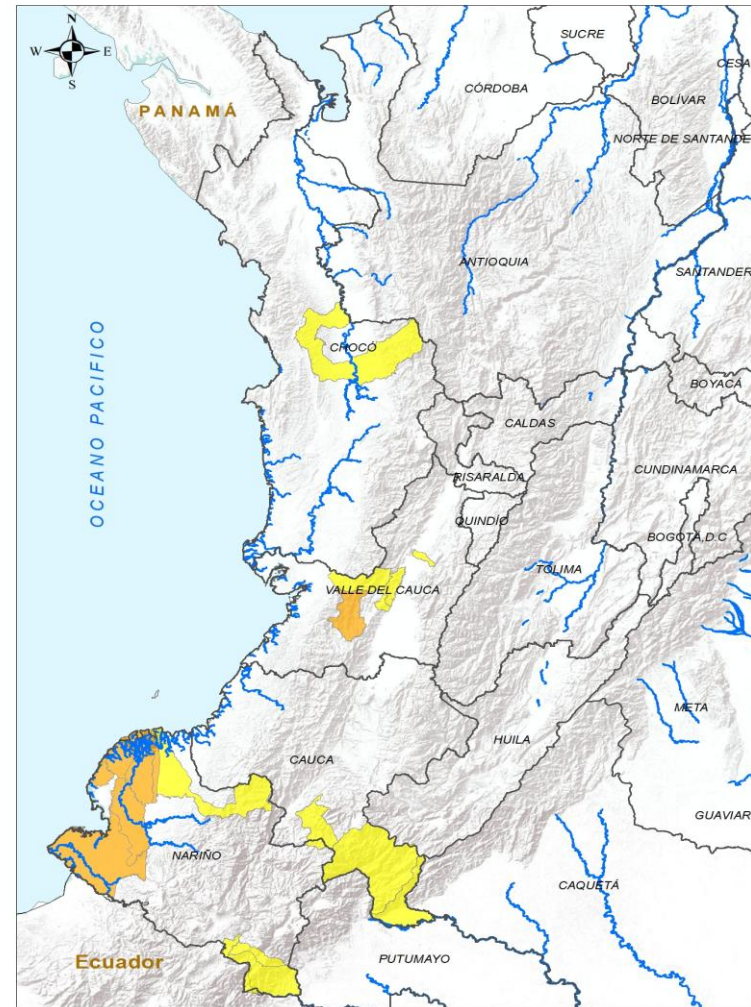 N
W E
S
PANAMÁ
SUCRE
CESA
CÓRDOBA
BOLÍVAR
NORTE DE SANTANDE
ANTIOQUIA
SANTANDER
CHOCÓ
BOYACÁ
CALDAS
CUNDINAMARCA
RISARALDA
QUINDÍO
BOGOTÁ,D.C
TOLIMA
OCEANO PACIFICO
VALLE DEL CAUCA
META
HUILA
CAUCA
GUAVIAR
NARIÑO
CAQUETÁ
Ecuador
PUTUMAYO